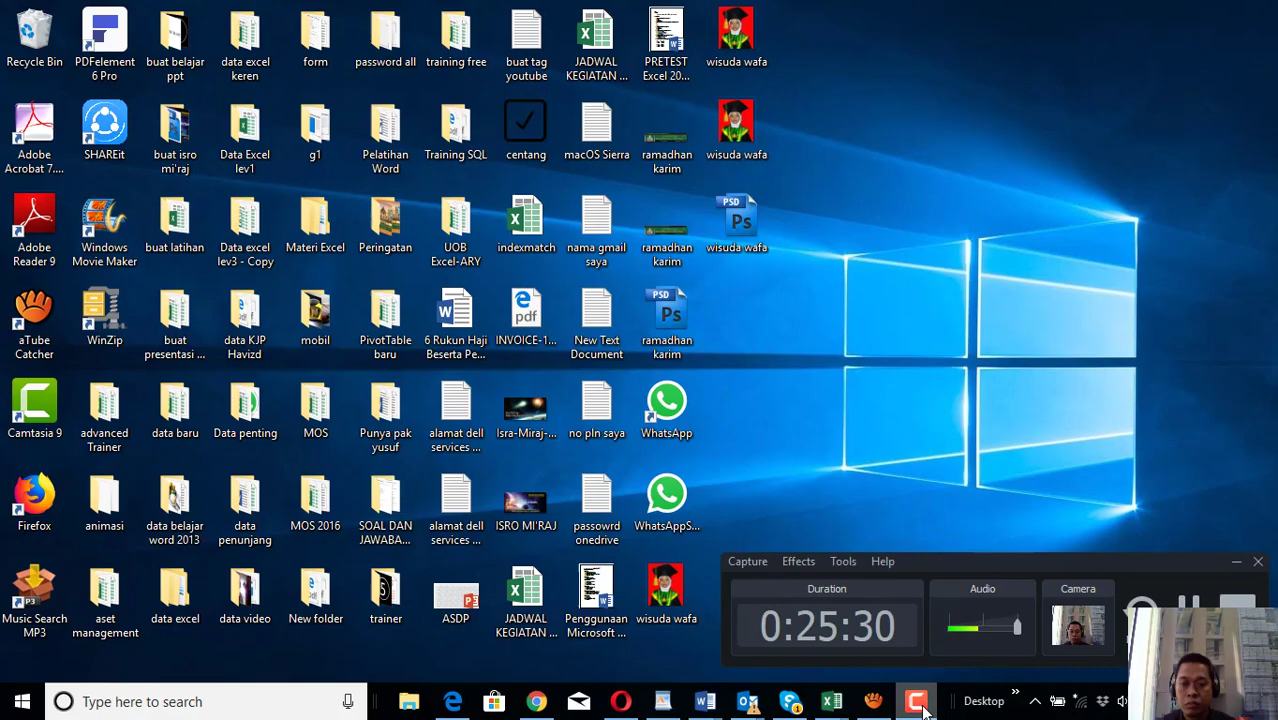 Recycle Bin
PDFelement 6 Pro
buat belajar ppt
data excel keren
form
password all
training free
buat tag youtube
JADWAL KEGIATAN ...
PRETEST Excel 20...
wisuda wafa
Adobe Acrobat 7....
SHAREit
buat isro mi'raj
Data Excel lev1
g1
Pelatihan Word
Training SQL
centang
macOS Sierra
ramadhan karim
wisuda wafa
Adobe Reader 9
Windows Movie Maker
buat latihan
Data excel lev3 - Copy
Materi Excel
Peringatan
UOB Excel-ARY
indexmatch
nama gmail saya
ramadhan karim
PSD
Ps
wisuda wafa
aTube Catcher
WinZip
buat presentasi ...
data KJP Havizd
mobil
PivotTable baru
6 Rukun Haji Beserta Pe...
pdf
INVOICE-1...
New Text Document
PSD
Ps
ramadhan karim
Camtasia 9
advanced Trainer
data baru
Data penting
MOS
Punya pak yusuf
alamat dell services ...
Isra-Miraj-...
no pln saya
WhatsApp
Firefox
animasi
data belajar word 2013
data penunjang
MOS 2016
SOAL DAN JAWABA...
alamat dell services ...
ISRO MI'RAJ
passowrd onedrive
WhatsAppS...
Music Search MP3
aset management
data excel
data video
New folder
trainer
ASDP
JADWAL KEGIATAN ...
Penggunaan Microsoft ...
wisuda wafa
Capture Effects Tools Help
Duration
Audio
Camera
0:25:30
Type here to search
Desktop